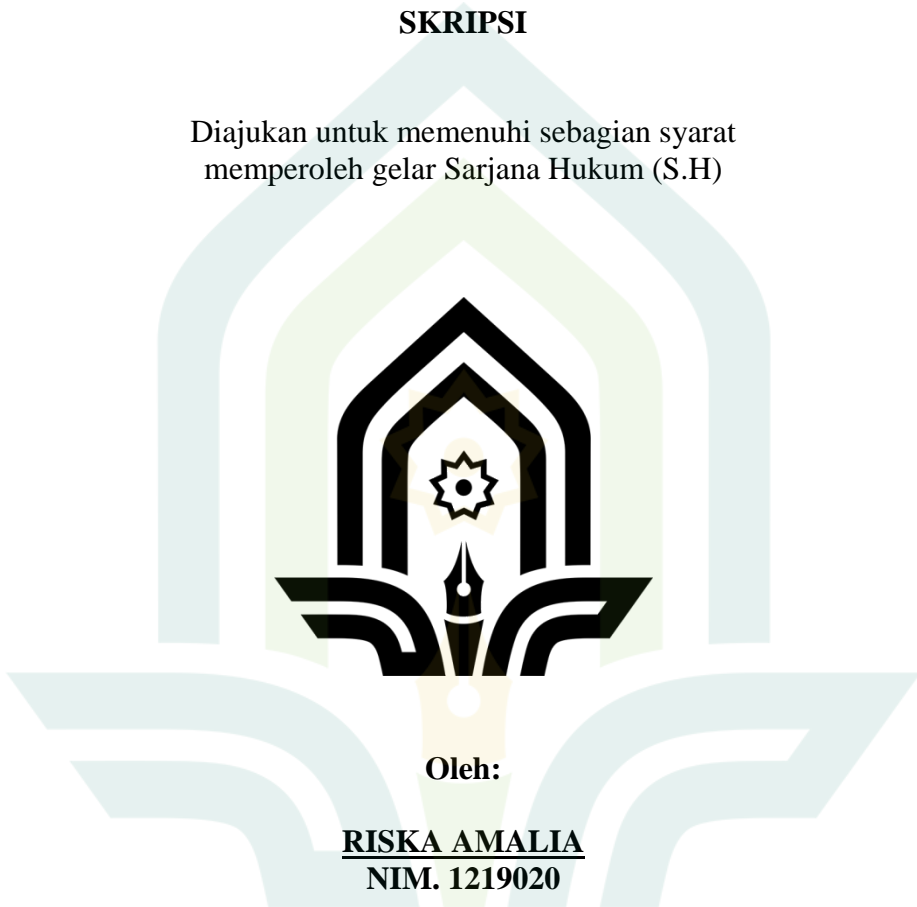 SKRIPSI
Diajukan untuk memenuhi sebagian syarat
memperoleh gelar Sarjana Hukum (S.H)
Oleh:
RISKA AMALIA
NIM. 1219020